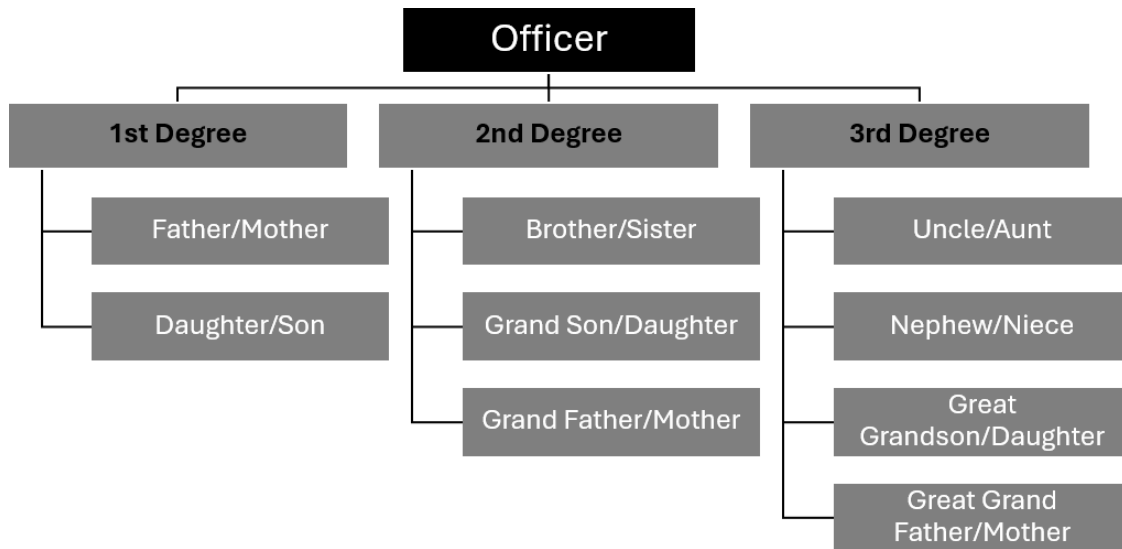 Officer
1st Degree
Father/Mother
Daughter/Son
2nd Degree
Brother/Sister
Grand Son/Daughter
Grand Father/Mother
3rd Degree
Uncle/Aunt
Nephew/Niece
Great
Grandson/Daughter
Great Grand
Father/Mother